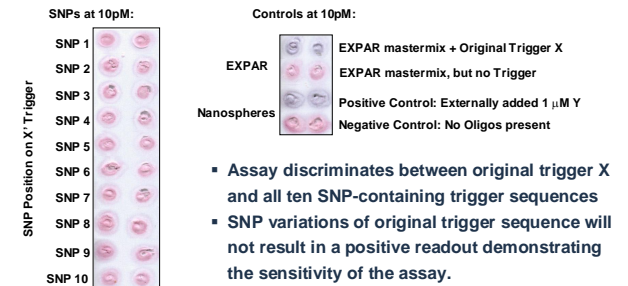 SNPs at 10pM:
SNP Position on X' Trigger
SNP 1
SNP 2
SNP 3
SNP 4
SNP 5
SNP 6
SNP 7
SNP 8
SNP 9
SNP 10
Controls at 10pM:
EXPAR
Nanospheres
EXPAR mastermix + Original Trigger X
EXPAR mastermix, but no Trigger
Positive Control: Externally added 1 µM Y
Negative Control: No Oligos present
▪ Assay discriminates between original trigger X
and all ten SNP-containing trigger sequences
▪ SNP variations of original trigger sequence will
not result in a positive readout demonstrating
the sensitivity of the assay.